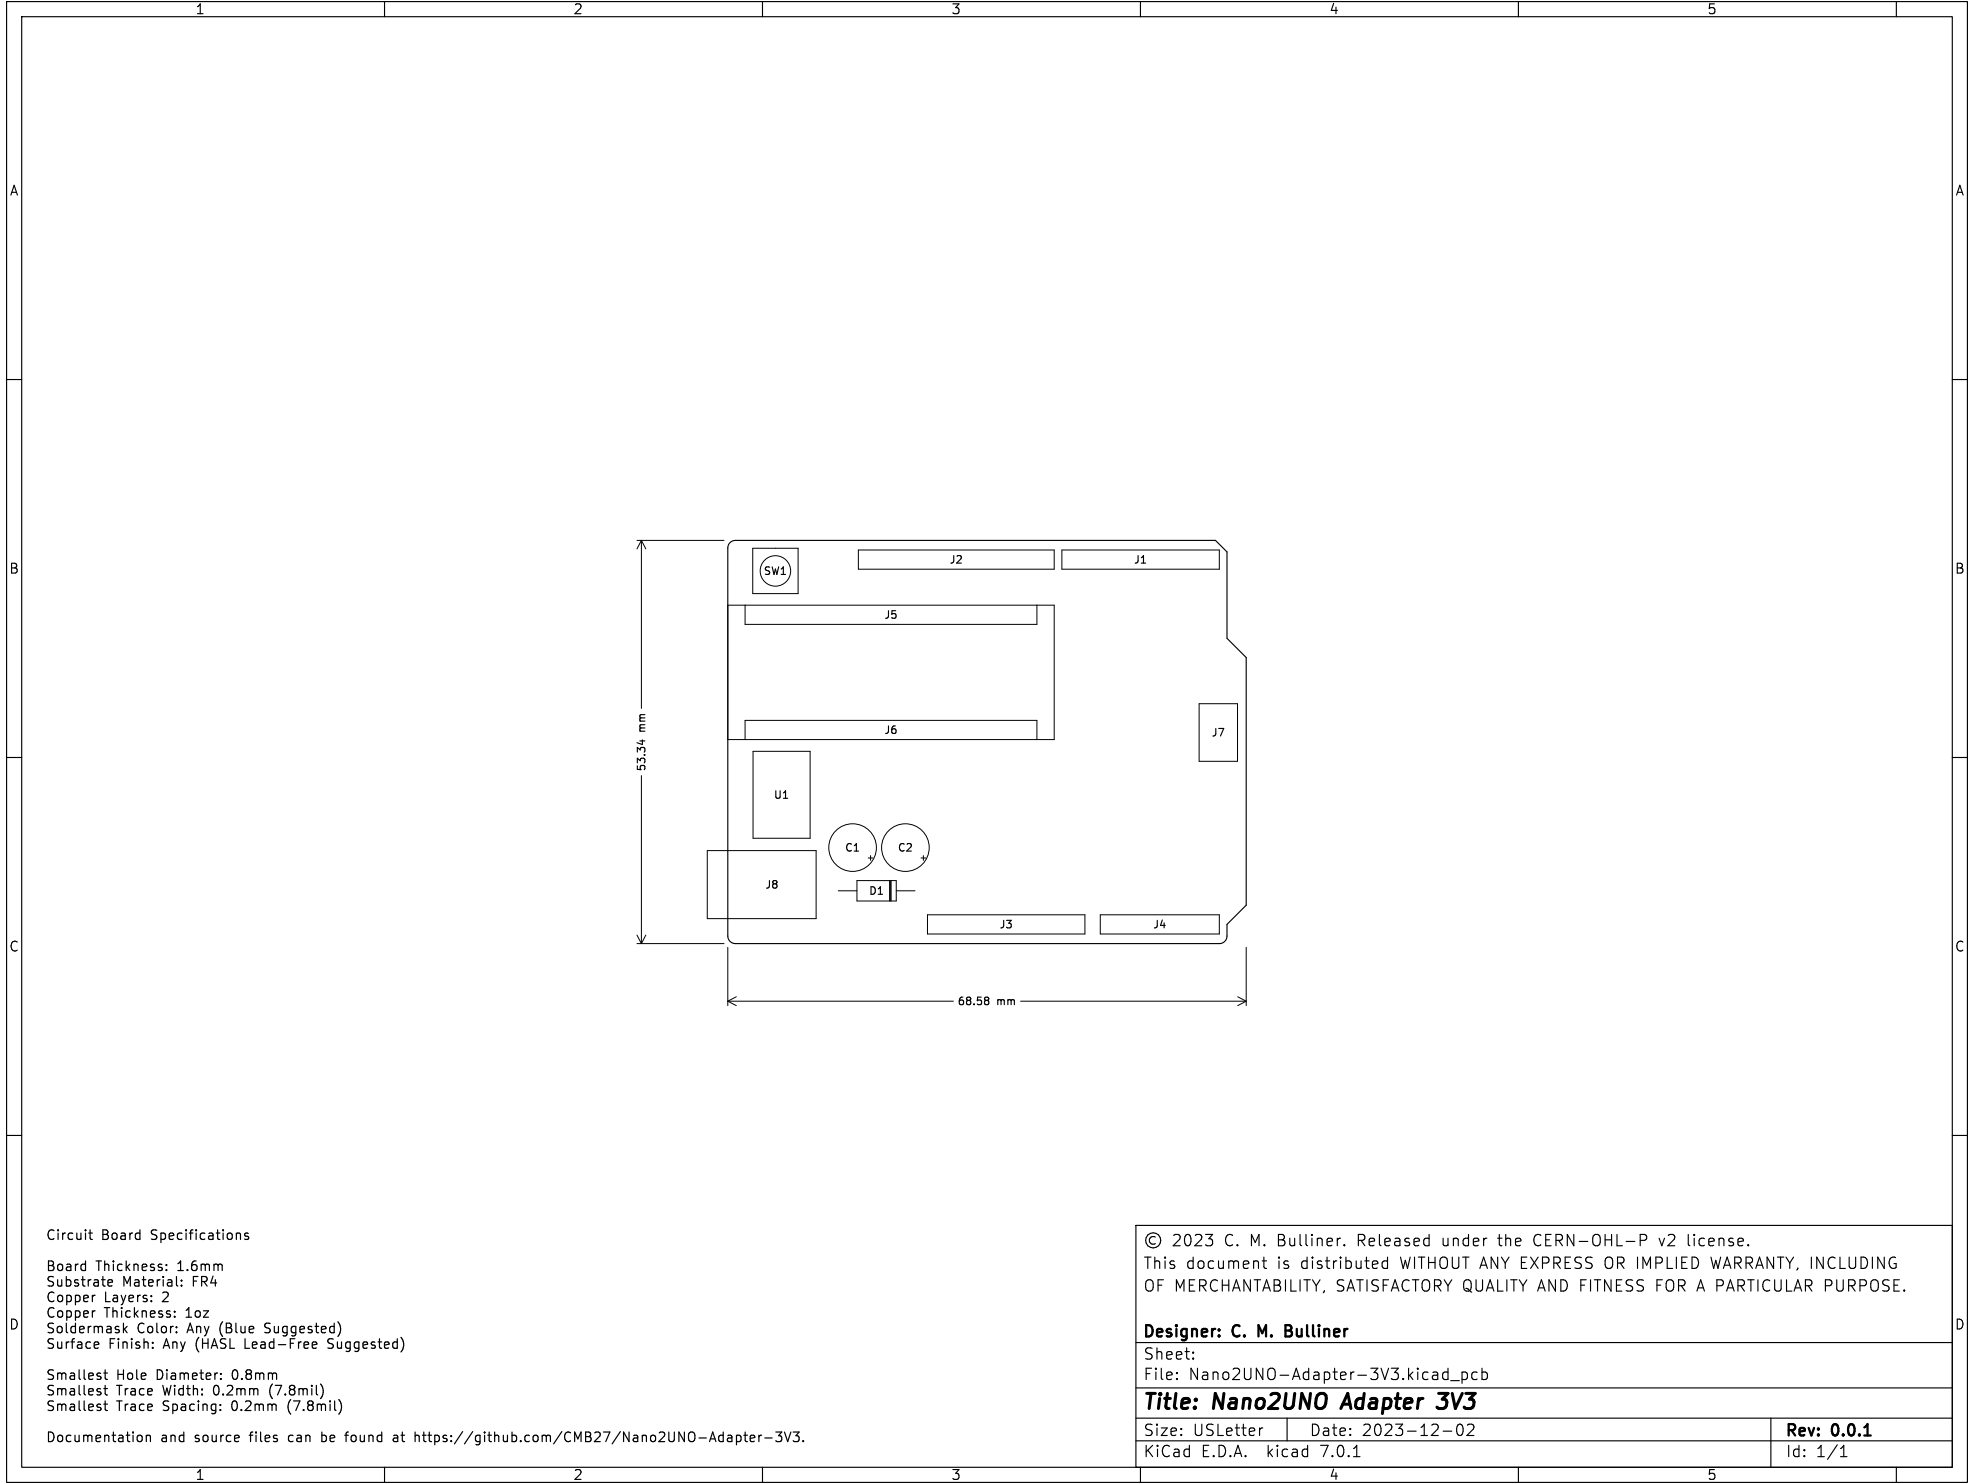 1 2 3 4 5
A A
B B
C C
D D
SW1
J2
J1
J5
J6
J7
53.34 mm
U1
C1 +
C2 +
J8
D1
J3
J4
68.58 mm
Circuit Board Specifications
Board Thickness: 1.6mm
Substrate Material: FR4
Copper Layers: 2
Copper Thickness: 1oz
Soldermask Color: Any (Blue Suggested)
Surface Finish: Any (HASL Lead-Free Suggested)
Smallest Hole Diameter: 0.8mm
Smallest Trace Width: 0.2mm (7.8mil)
Smallest Trace Spacing: 0.2mm (7.8mil)
Documentation and source files can be found at https://github.com/CMB27/Nano2UNO-Adapter-3V3.
© 2023 C. M. Bulliner. Released under the CERN-OHL-P v2 license.
This document is distributed WITHOUT ANY EXPRESS OR IMPLIED WARRANTY, INCLUDING
OF MERCHANTABILITY, SATISFACTORY QUALITY AND FITNESS FOR A PARTICULAR PURPOSE.
Designer: C. M. Bulliner
Sheet:
File: Nano2UNO-Adapter-3V3.kicad_pcb
Title: Nano2UNO Adapter 3V3
Size: USLetter Date: 2023-12-02 Rev: 0.0.1
KiCad E.D.A. kicad 7.0.1 Id: 1/1
1 2 3 4 5